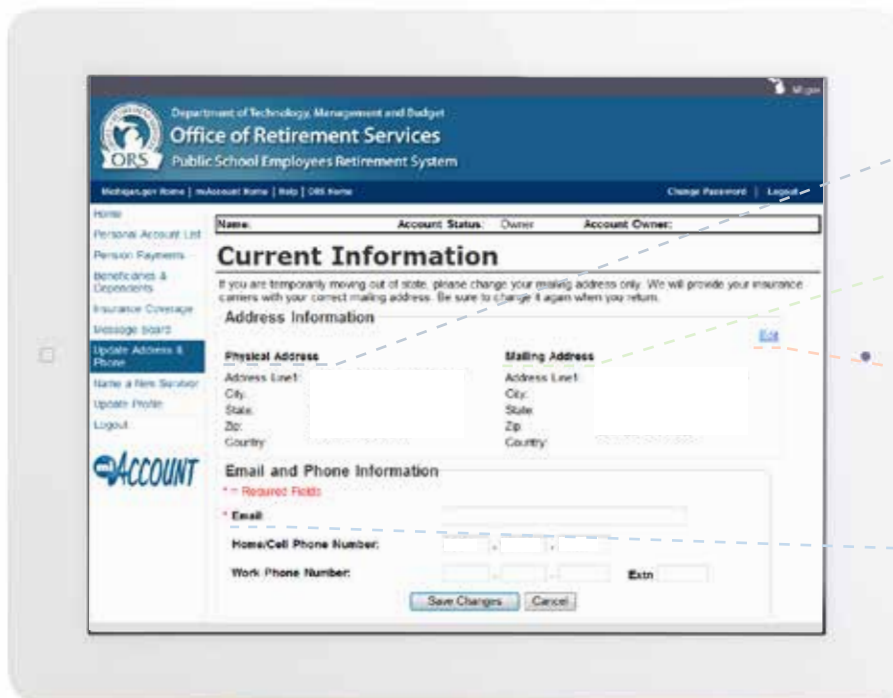 MI.gov
Department of Technology, Management and Budget
Office of Retirement Services
ORS
Public School Employees Retirement System
Michigan.gov Home | miAccount Home | Help | ORS Home
Change Password | Logout
Home
Personal Account List
Pension Payments
Beneficiaries & Dependents
Insurance Coverage
Message Board
Update Address & Phone
Name a New Survivor
Update Profile
Logout
miAccount
Name: Account Status: Owner Account Owner:
Current Information
If you are temporarily moving out of state, please change your mailing address only. We will provide your insurance
carriers with your correct mailing address. Be sure to change it again when you return.
Address Information
Edit
Physical Address
Address Line1:
City:
State:
Zip:
Country:
Mailing Address
Address Line1:
City:
State:
Zip:
Country:
Email and Phone Information
* = Required Fields
* Email:
Home/Cell Phone Number: - -
Work Phone Number: - - Extn
Save Changes Cancel